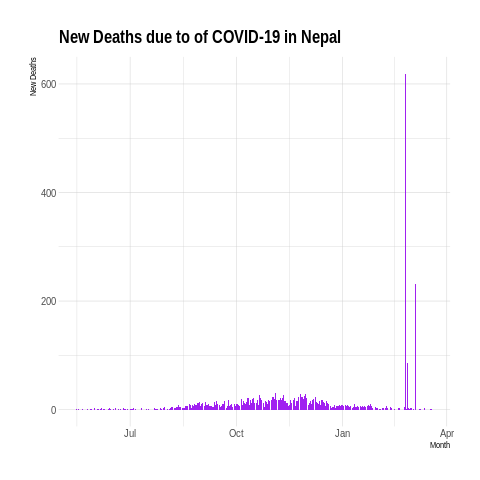 New Deaths due to of COVID-19 in Nepal
New Deaths
600
400
200
0
Jul
Oct
Jan
Apr
Month